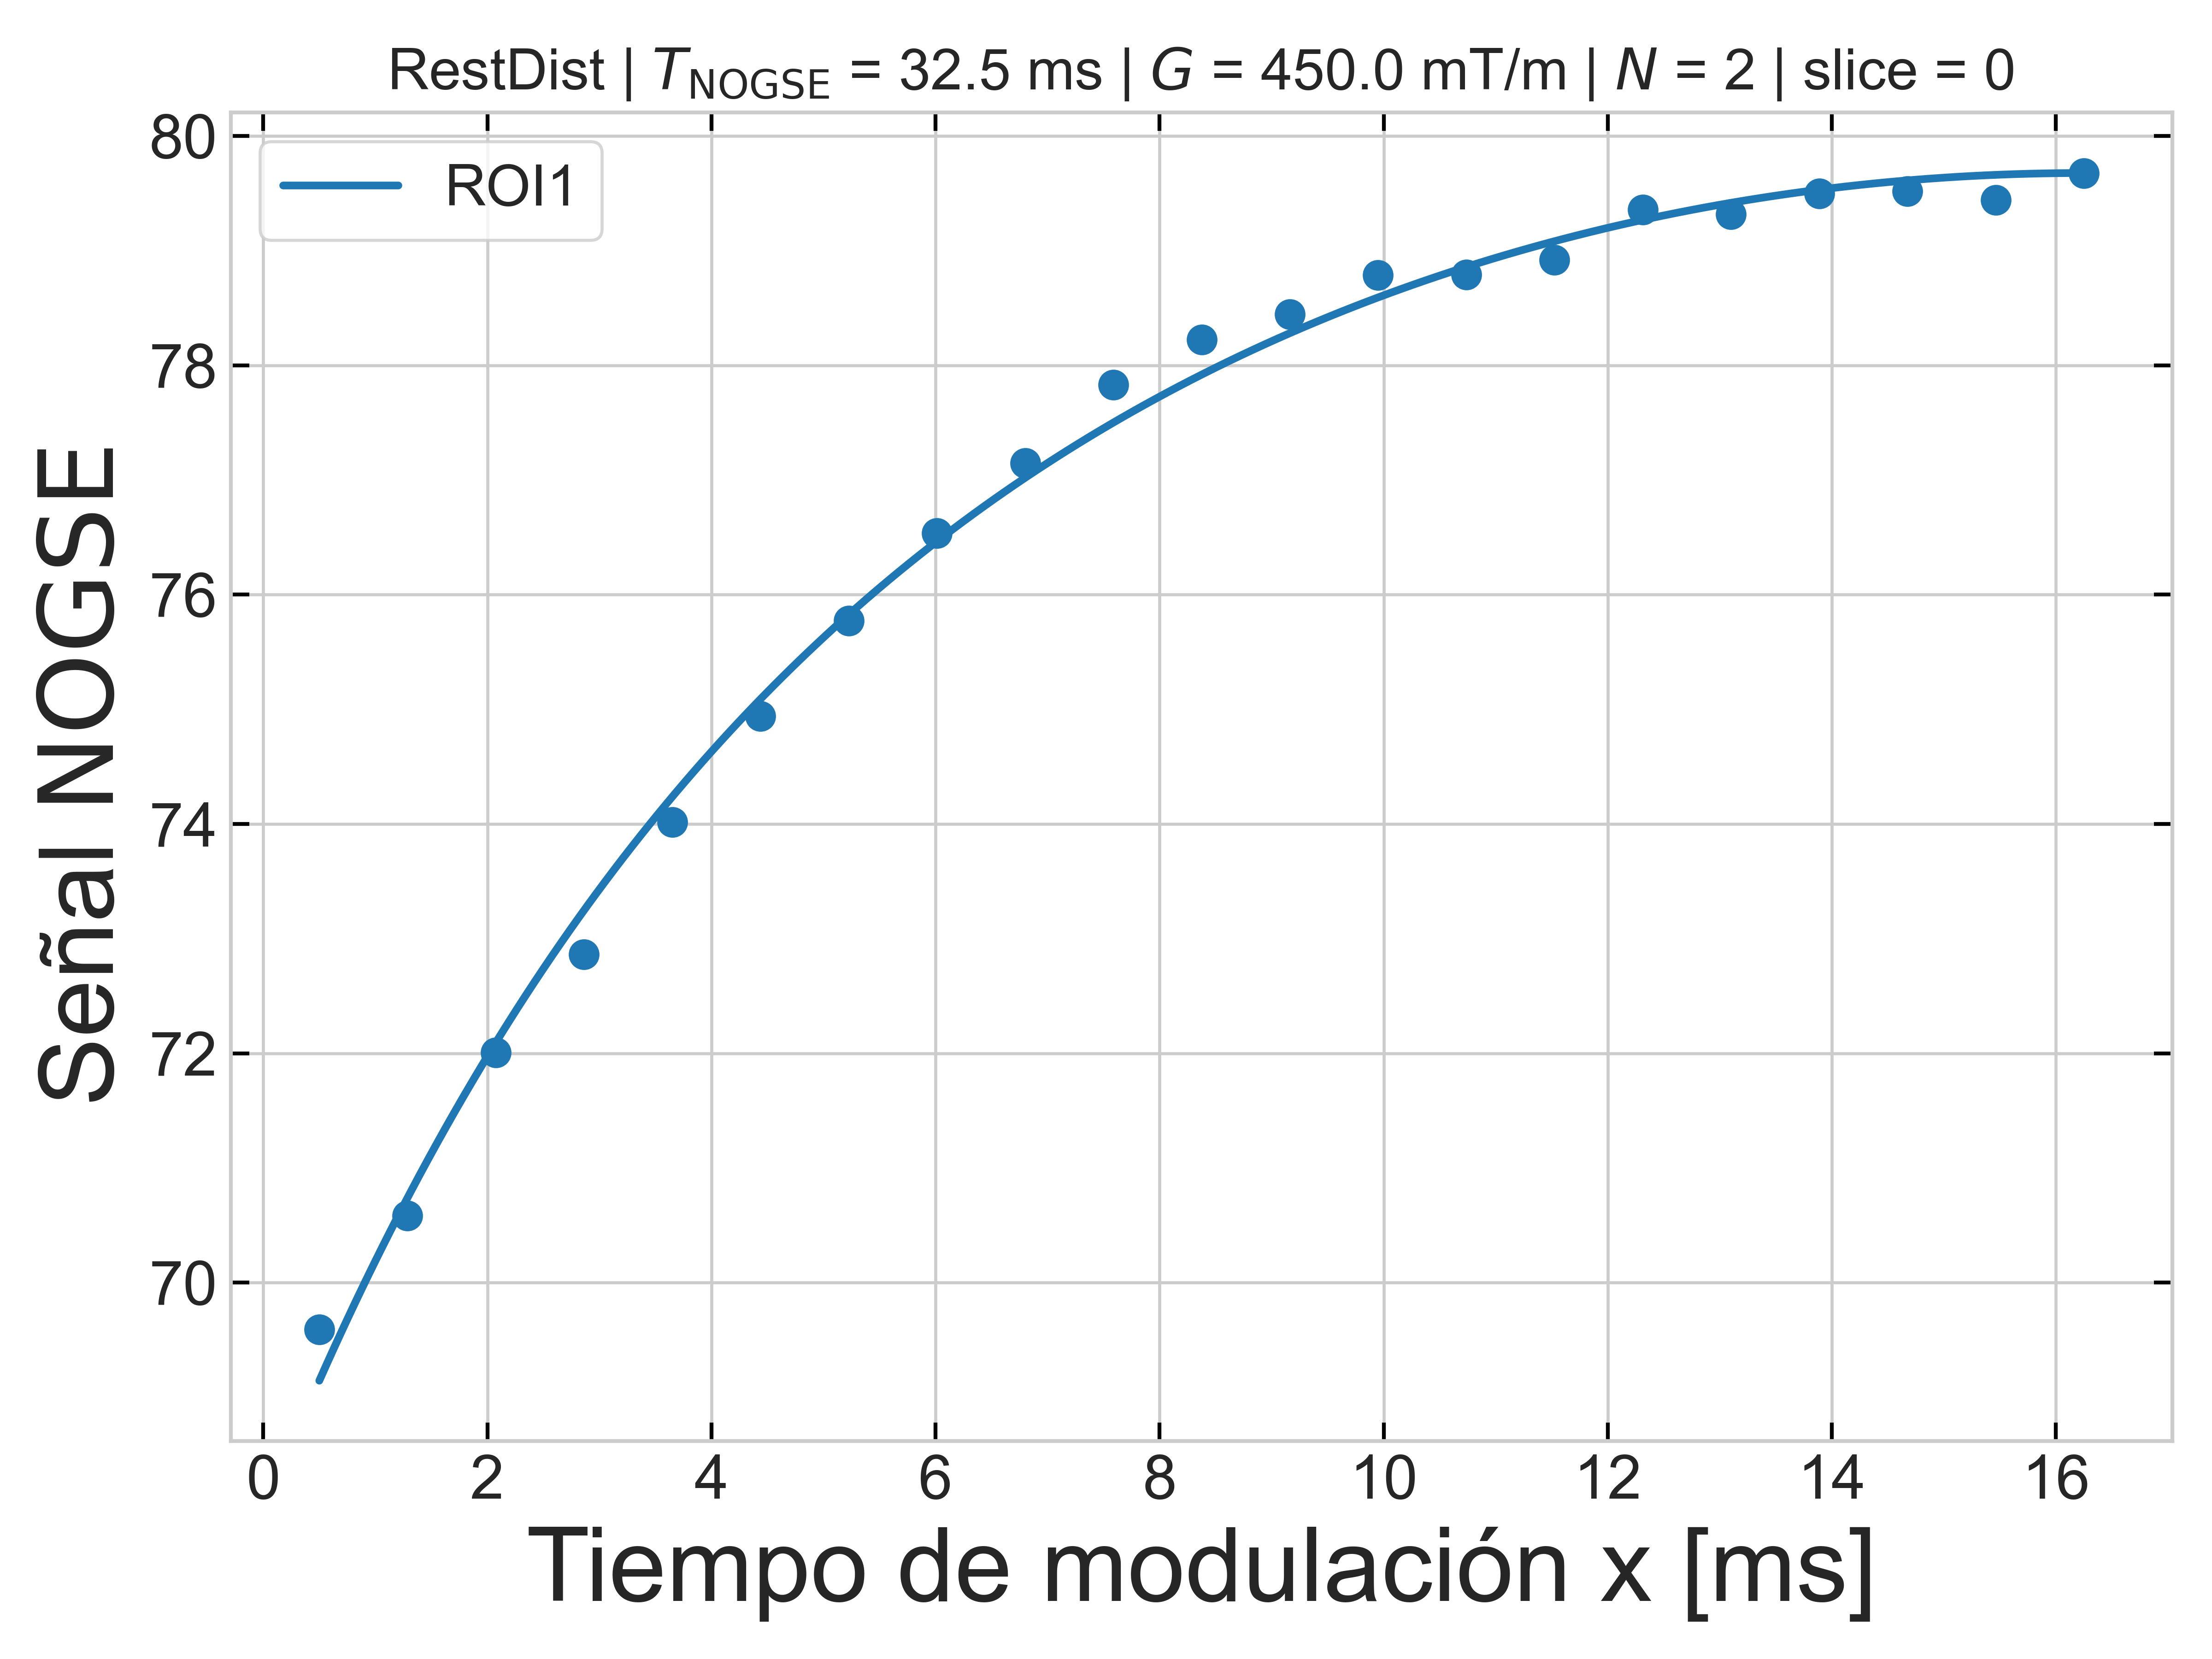 RestDist | T_NOGSE = 32.5 ms | G = 450.0 mT/m | N = 2 | slice = 0
ROI1
Señal NOGSE
80
78
76
74
72
70
0 2 4 6 8 10 12 14 16
Tiempo de modulación x [ms]